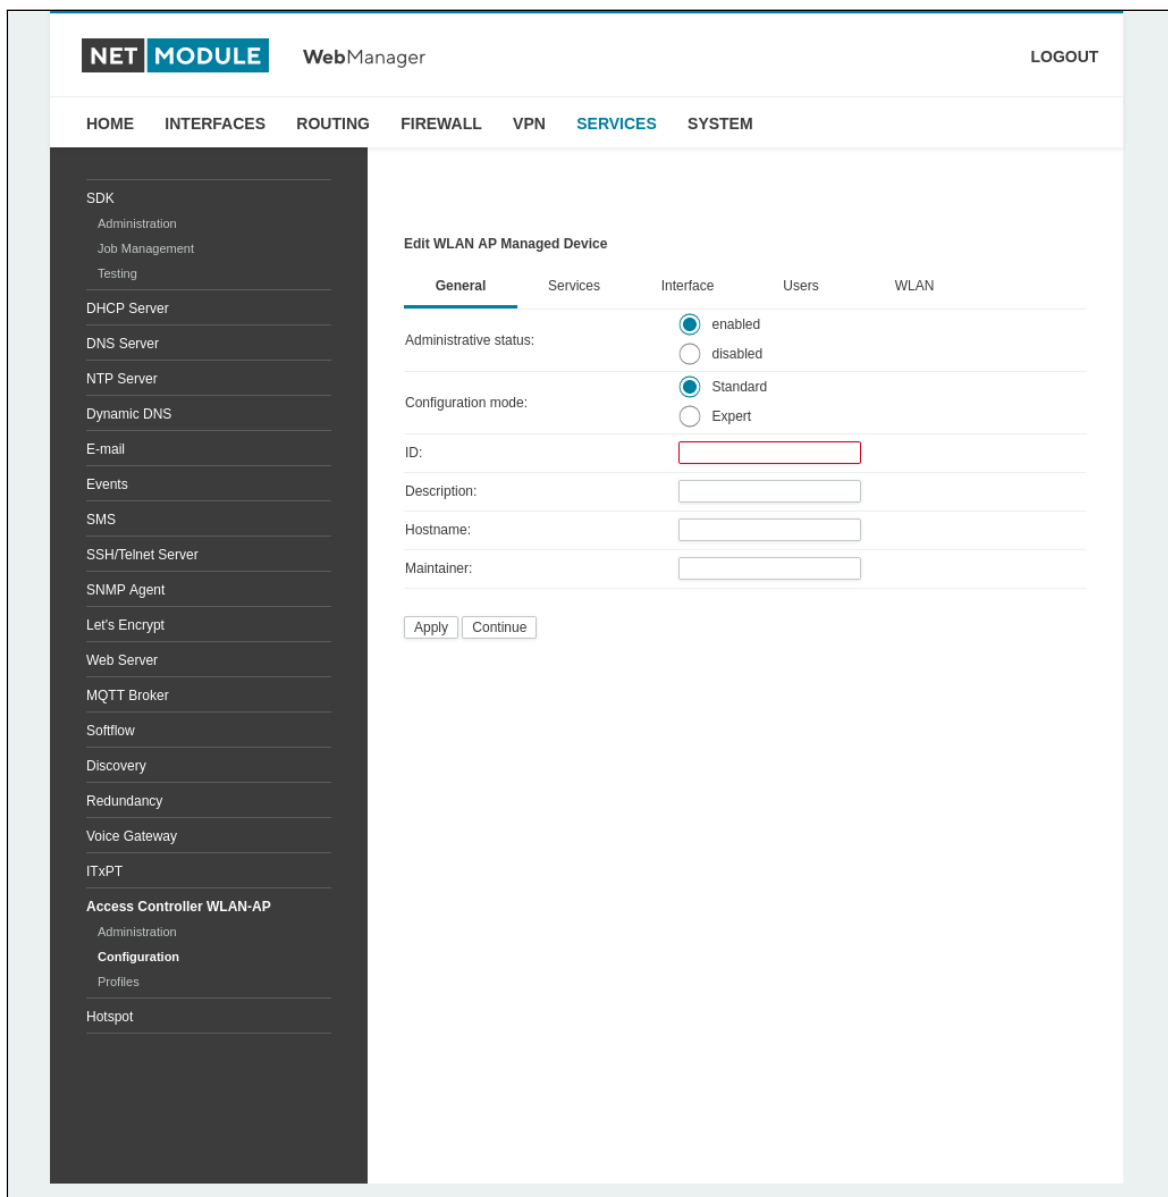 NET MODULE WebManager LOGOUT
HOME INTERFACES ROUTING FIREWALL VPN SERVICES SYSTEM
SDK
Administration
Job Management
Testing
DHCP Server
DNS Server
NTP Server
Dynamic DNS
E-mail
Events
SMS
SSH/Telnet Server
SNMP Agent
Let's Encrypt
Web Server
MQTT Broker
Softflow
Discovery
Redundancy
Voice Gateway
ITxPT
Access Controller WLAN-AP
Administration
Configuration
Profiles
Hotspot
Edit WLAN AP Managed Device
General Services Interface Users WLAN
Administrative status:
enabled
disabled
Configuration mode:
Standard
Expert
ID:
Description:
Hostname:
Maintainer:
Apply Continue